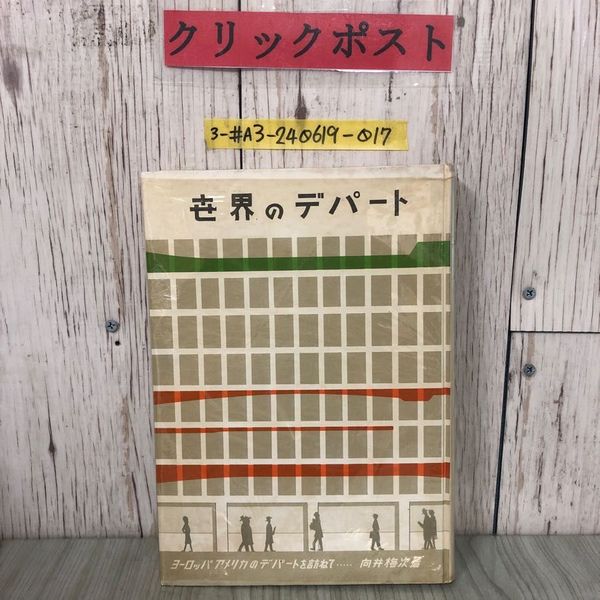 クリックポスト
3-#A3-240619-017
世界のデパート
ヨーロッパ アメリカのデパートを訪ねて‥‥‥ 向井梅次著